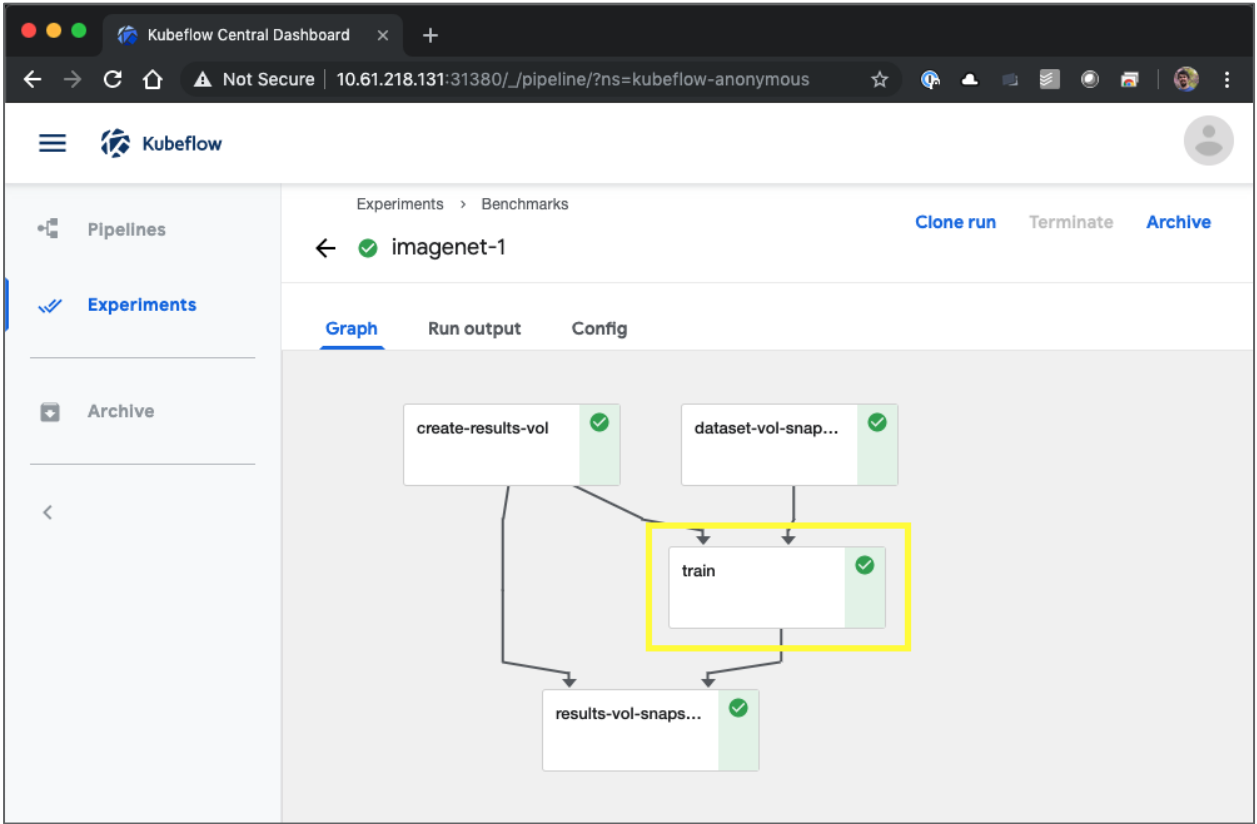 Kubeflow Central Dashboard
Not Secure 10.61.218.131:31380/_/pipeline/?ns=kubeflow-anonymous
Kubeflow
Pipelines
Experiments
Archive
Experiments > Benchmarks
imagenet-1
Clone run Terminate Archive
Graph Run output Config
create-results-vol
dataset-vol-snap...
train
results-vol-snaps...